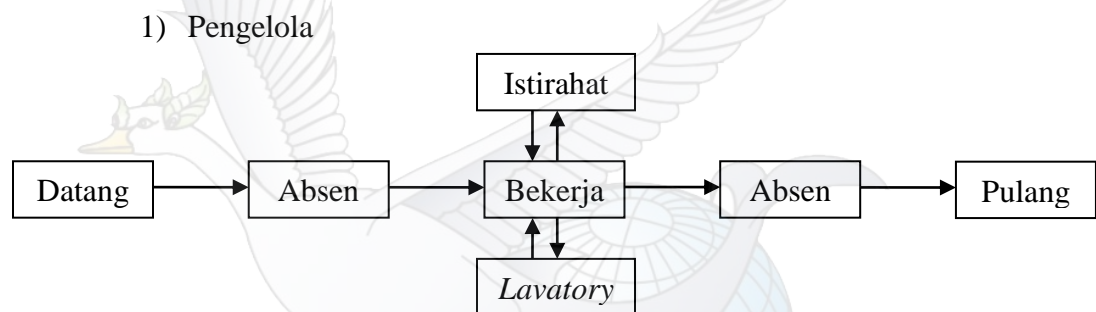 1) Pengelola
Istirahat
Datang Absen Bekerja Absen Pulang
Lavatory